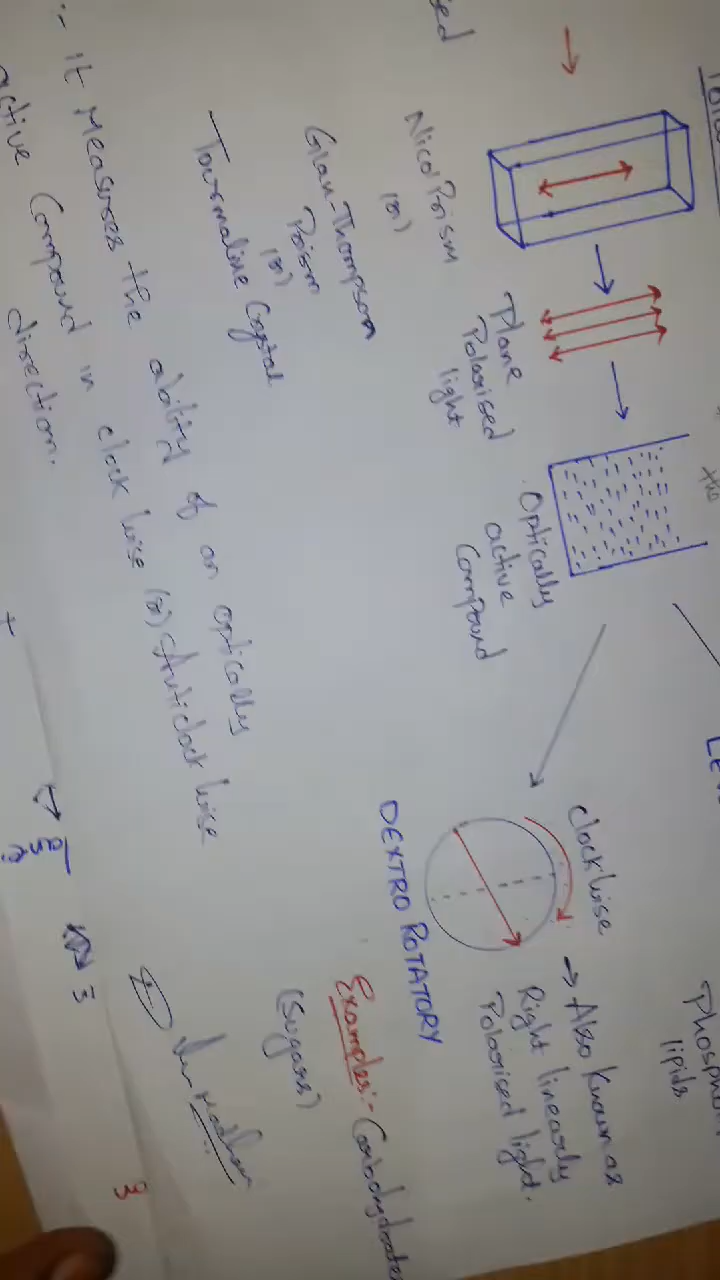 Nicol Prism
(or)
Glan-Thompson
Prism
(or)
Tourmaline Crystal
Plane
Polarised
light
Optically
active
Compound
clockwise
→ Also Known as
Right linearly
Polarised light.
DEXTRO ROTATORY
Examples:- Carbohydrates
(Sugars)
:- it Measures the ability of an optically
active Compound in clock wise (or) Anticlock wise
direction.
lipids